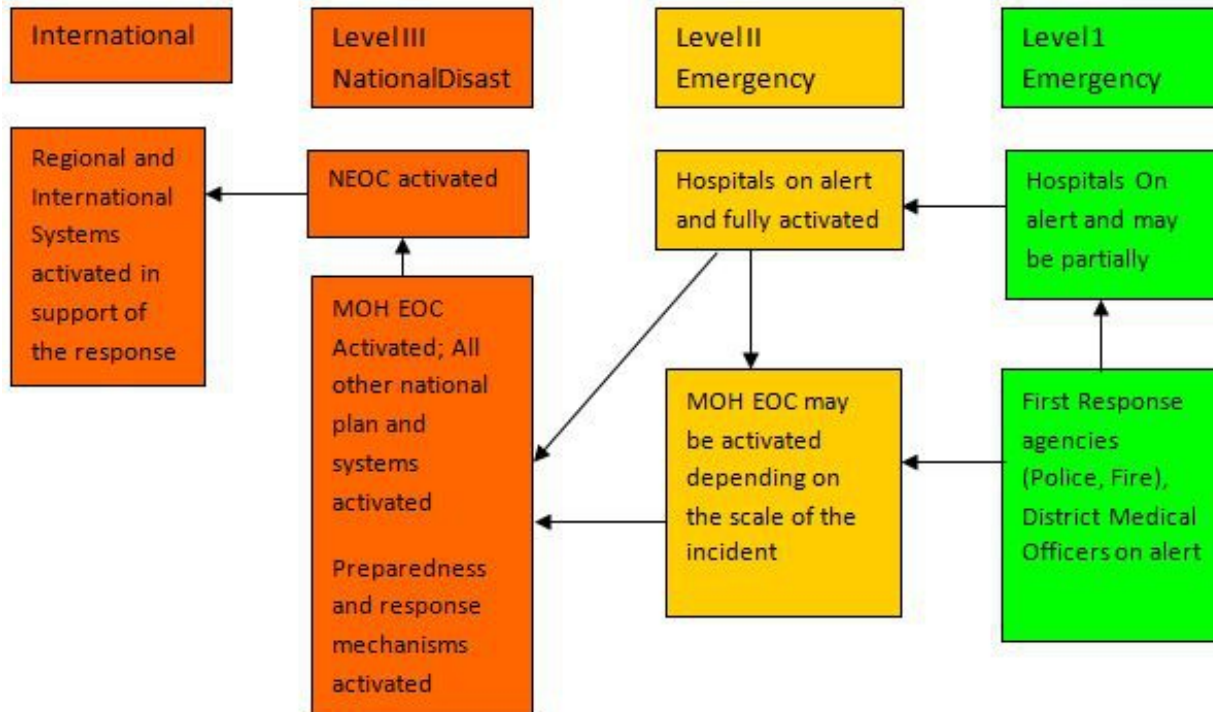 International
Level III
NationalDisast
Level II
Emergency
Level 1
Emergency
Regional and
International
Systems
activated in
support of
the response
NEOC activated
Hospitals on alert
and fully activated
Hospitals On
alert and may
be partially
MOH EOC
Activated; All
other national
plan and
systems
activated
Preparedness
and response
mechanisms
activated
MOH EOC may
be activated
depending on
the scale of the
incident
First Response
agencies
(Police, Fire),
District Medical
Officers on alert